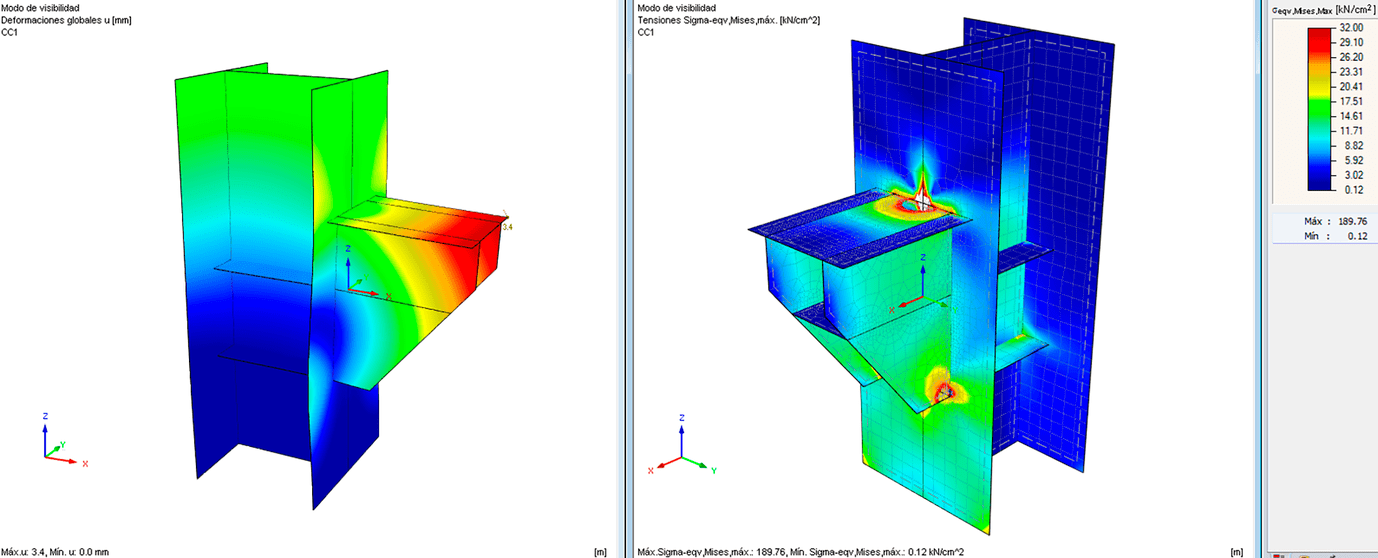 Modo de visibilidad
Deformaciones globales u [mm]
CC1
3.4
Z
X
Z
Y
X
Máx.u: 3.4, Mín. u: 0.0 mm
[m]
Modo de visibilidad
Tensiones Sigma-eqv,Mises,máx. [kN/cm^2]
CC1
Z
X
Z
X
Y
Máx.Sigma-eqv,Mises,máx.: 189.76, Mín. Sigma-eqv,Mises,máx.: 0.12 kN/cm^2
[m]
σeqv,Mises,Max [kN/cm2]
32.00
29.10
26.20
23.31
20.41
17.51
14.61
11.71
8.82
5.92
3.02
0.12
Máx : 189.76
Mín : 0.12